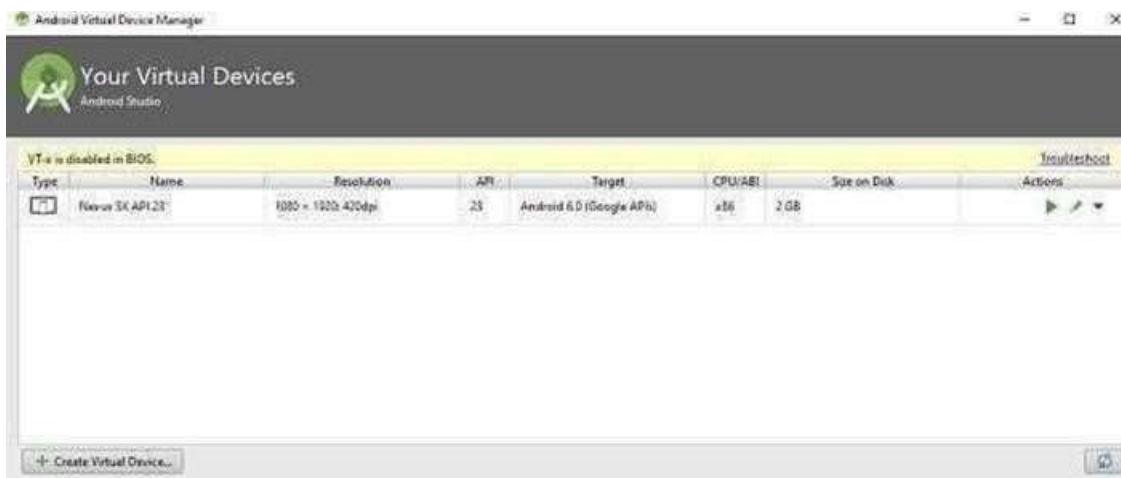 Android Virtual Device Manager
Your Virtual Devices
Android Studio
VT-x is disabled in BIOS. Troubleshoot
Type Name Resolution API Target CPU/ABI Size on Disk Actions
Nexus 5X API 23 1080 × 1920: 420dpi 23 Android 6.0 (Google APIs) x86 2 GB
+ Create Virtual Device...